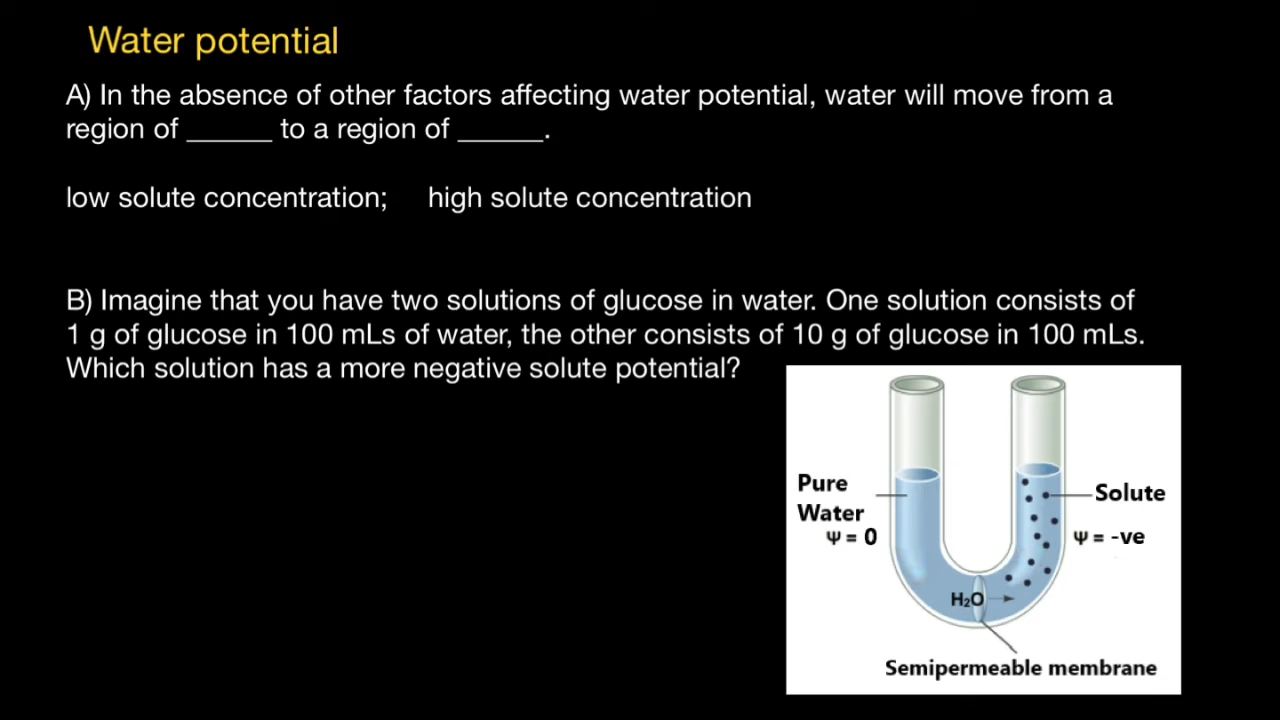 Water potential
A) In the absence of other factors affecting water potential, water will move from a
region of ______ to a region of ______.
low solute concentration; high solute concentration
B) Imagine that you have two solutions of glucose in water. One solution consists of
1 g of glucose in 100 mLs of water, the other consists of 10 g of glucose in 100 mLs.
Which solution has a more negative solute potential?
Pure
Water
Ψ = 0
Solute
Ψ = -ve
H₂O
Semipermeable membrane